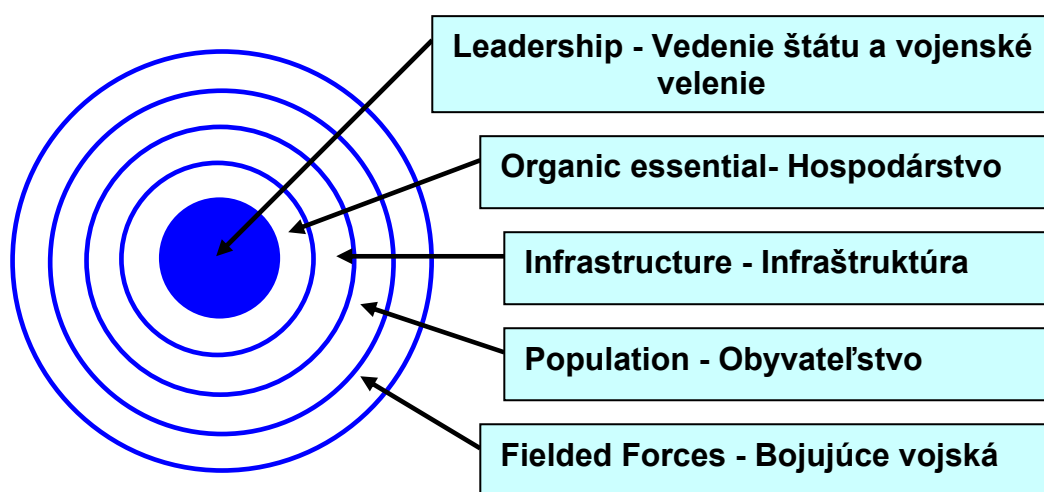 Leadership - Vedenie štátu a vojenské
velenie
Organic essential- Hospodárstvo
Infrastructure - Infraštruktúra
Population - Obyvateľstvo
Fielded Forces - Bojujúce vojská